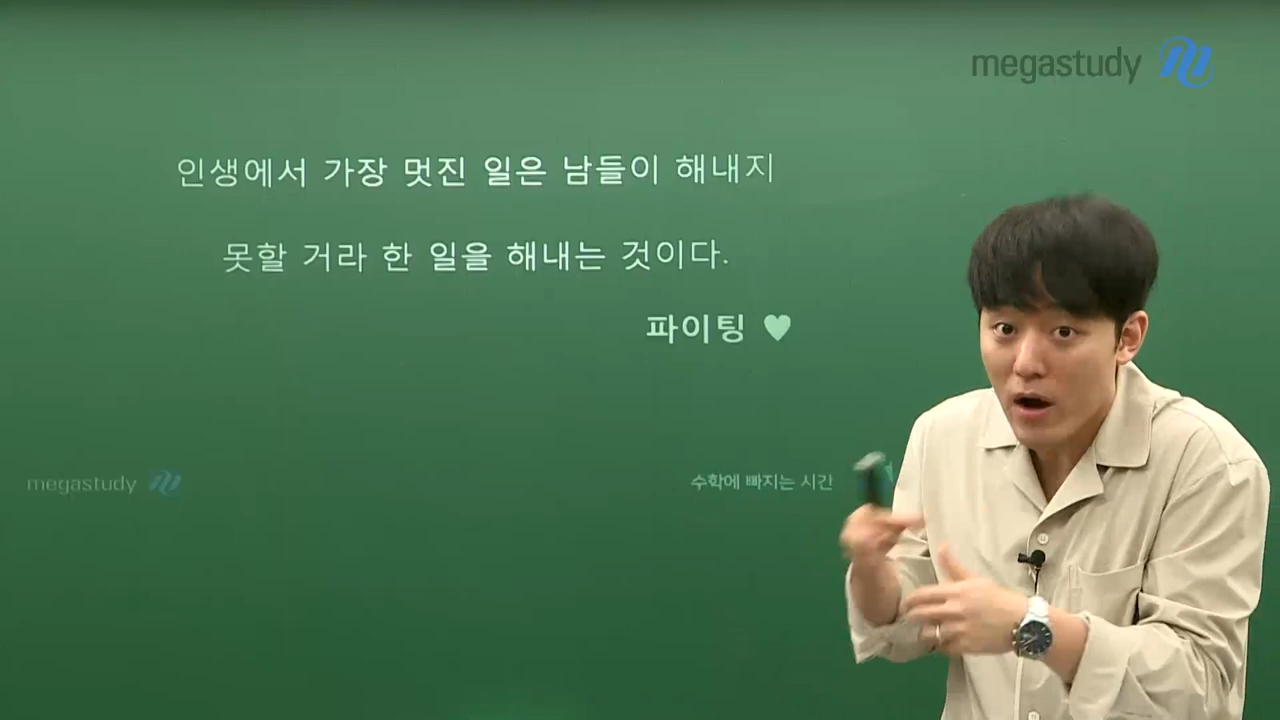 megastudy
인생에서 가장 멋진 일은 남들이 해내지
못할 거라 한 일을 해내는 것이다.
파이팅 ♥
megastudy
수학에 빠지는 시간